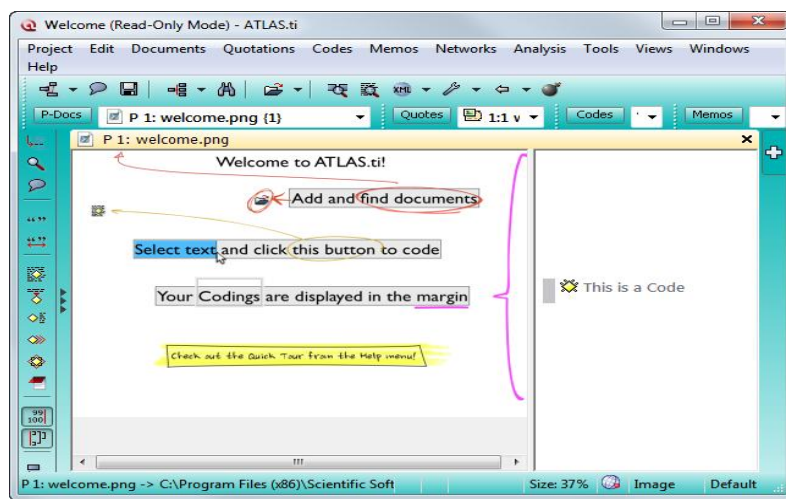 Welcome (Read-Only Mode) - ATLAS.ti
Project Edit Documents Quotations Codes Memos Networks Analysis Tools Views Windows
Help
P-Docs P 1: welcome.png {1} Quotes 1:1 v Codes Memos
P 1: welcome.png
Welcome to ATLAS.ti!
Add and find documents
Select text and click this button to code
Your Codings are displayed in the margin
This is a Code
Check out the Quick Tour from the Help menu!
P 1: welcome.png -> C:\Program Files (x86)\Scientific Soft Size: 37% Image Default